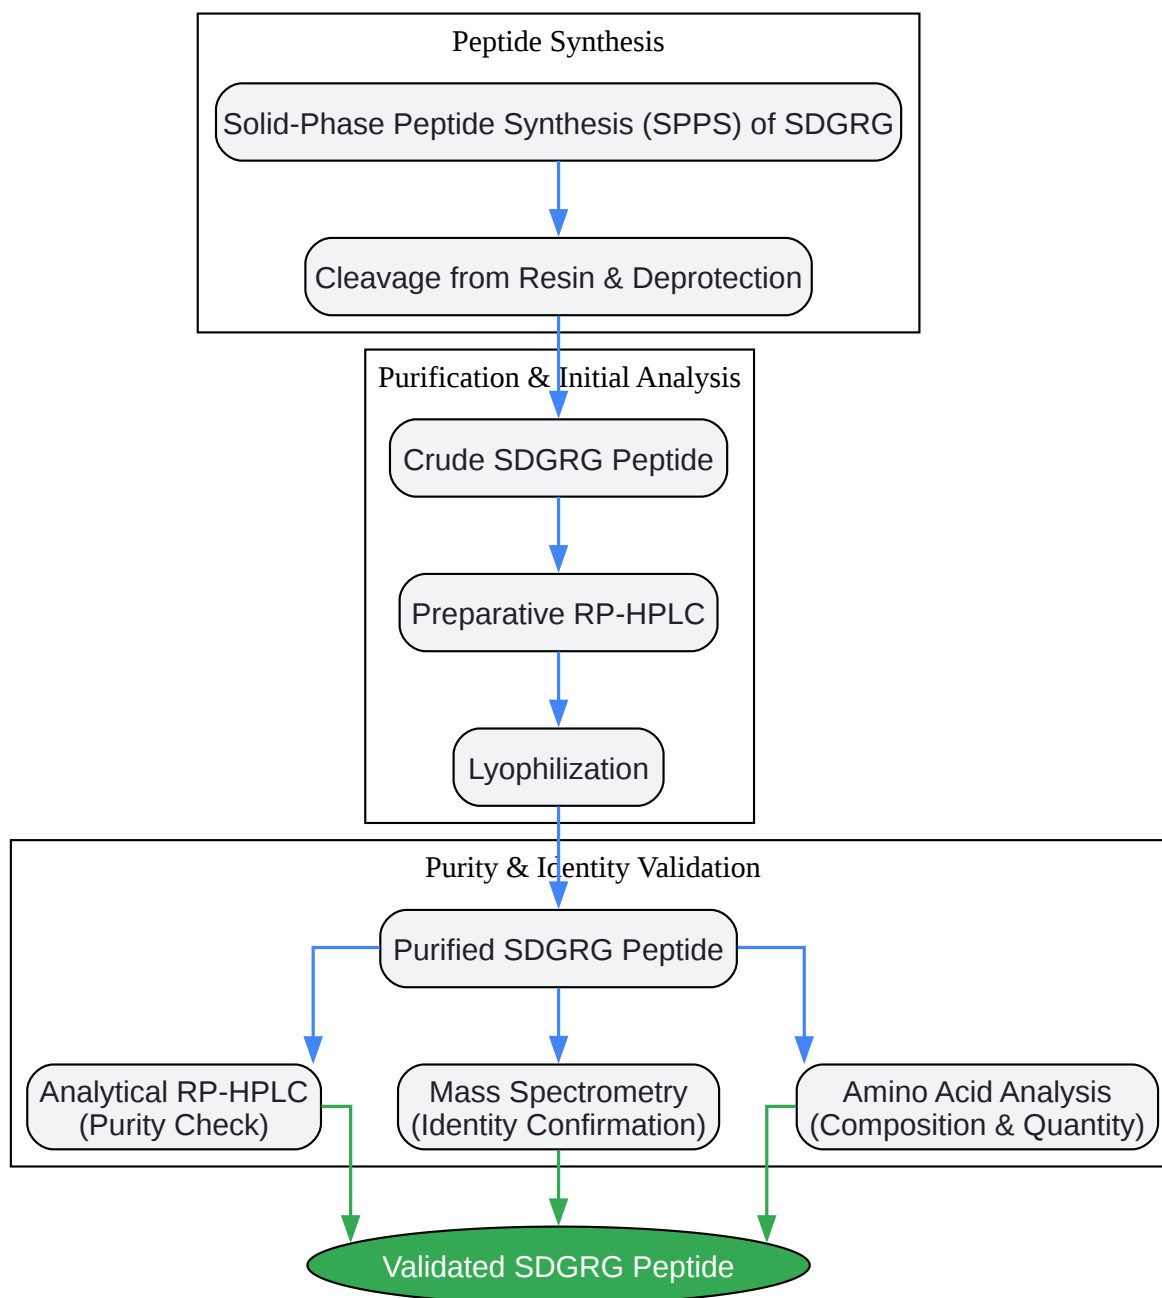 Peptide Synthesis
Solid-Phase Peptide Synthesis (SPPS) of SDGRG
Cleavage from Resin & Deprotection
Purification & Initial Analysis
Crude SDGRG Peptide
Preparative RP-HPLC
Lyophilization
Purity & Identity Validation
Purified SDGRG Peptide
Analytical RP-HPLC
(Purity Check)
Mass Spectrometry
(Identity Confirmation)
Amino Acid Analysis
(Composition & Quantity)
Validated SDGRG Peptide